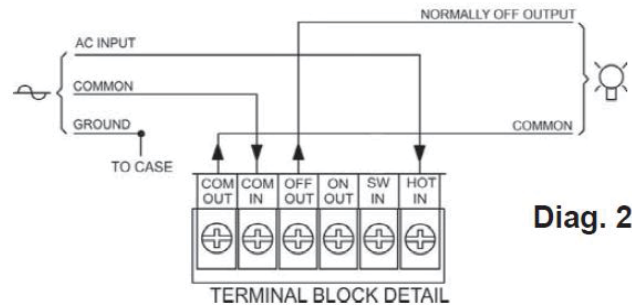 NORMALLY OFF OUTPUT
AC INPUT
COMMON
GROUND
COMMON
TO CASE
COM OUT
COM IN
OFF OUT
ON OUT
SW IN
HOT IN
Diag. 2
TERMINAL BLOCK DETAIL